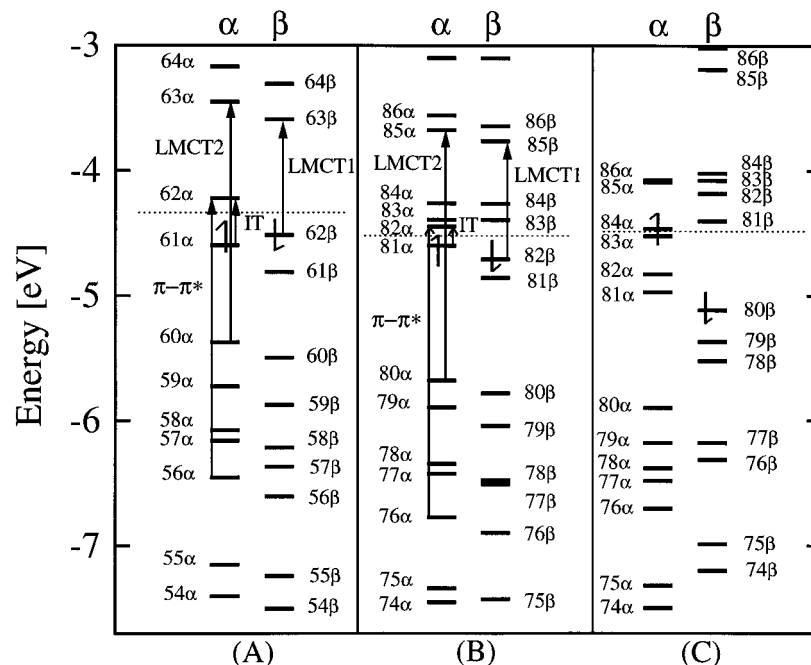 α β α β α β
-3
-4
-5
-6
-7
Energy [eV]
64α
63α
LMCT2
62α
61α
IT
π-π*
60α
59α
58α
57α
56α
55α
54α
64β
63β
LMCT1
62β
61β
60β
59β
58β
57β
56β
55β
54β
86α
85α
LMCT2
84α
83α
82α
81α
IT
π-π*
80α
79α
78α
77α
76α
75α
74α
86β
85β
LMCT1
84β
83β
82β
81β
80β
79β
78β
77β
76β
75β
86α
85α
84α
83α
82α
81α
80α
79α
78α
77α
76α
75α
74α
86β
85β
84β
83β
82β
81β
80β
79β
78β
77β
76β
75β
74β
(A) (B) (C)